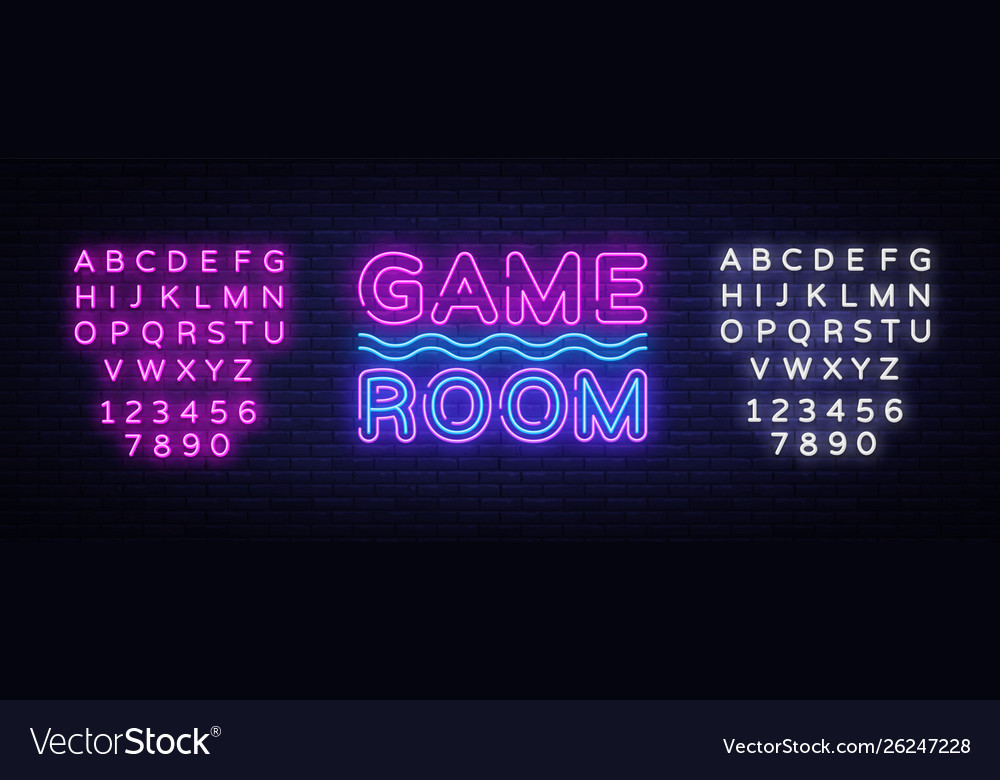 ABCDEFG
HIJKLMN
OPQRSTU
VWXYZ
123456
7890
GAME
ROOM
ABCDEFG
HIJKLMN
OPQRSTU
VWXYZ
123456
7890
VectorStock®
VectorStock.com/26247228